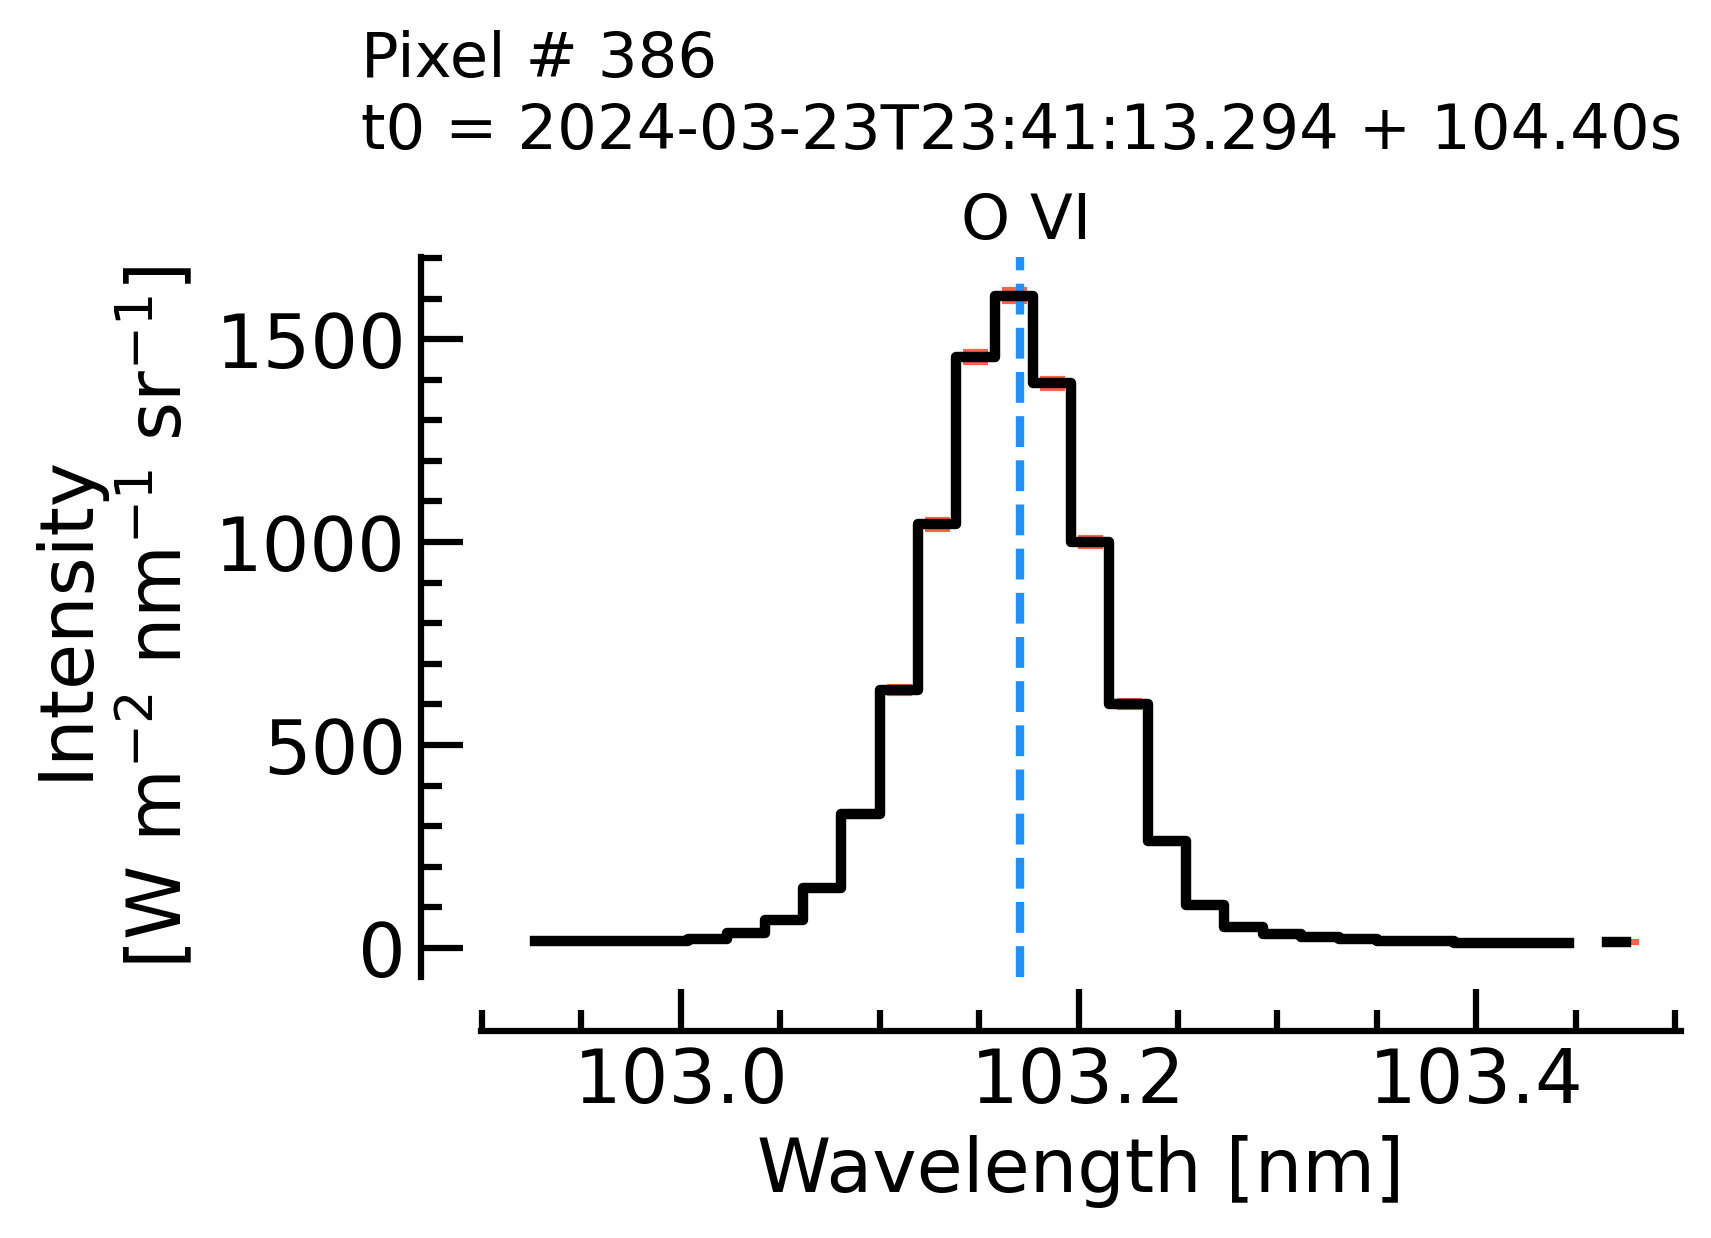 Pixel # 386
t0 = 2024-03-23T23:41:13.294 + 104.40s
O VI
Intensity
[W m⁻² nm⁻¹ sr⁻¹]
1500
1000
500
0
103.0 103.2 103.4
Wavelength [nm]